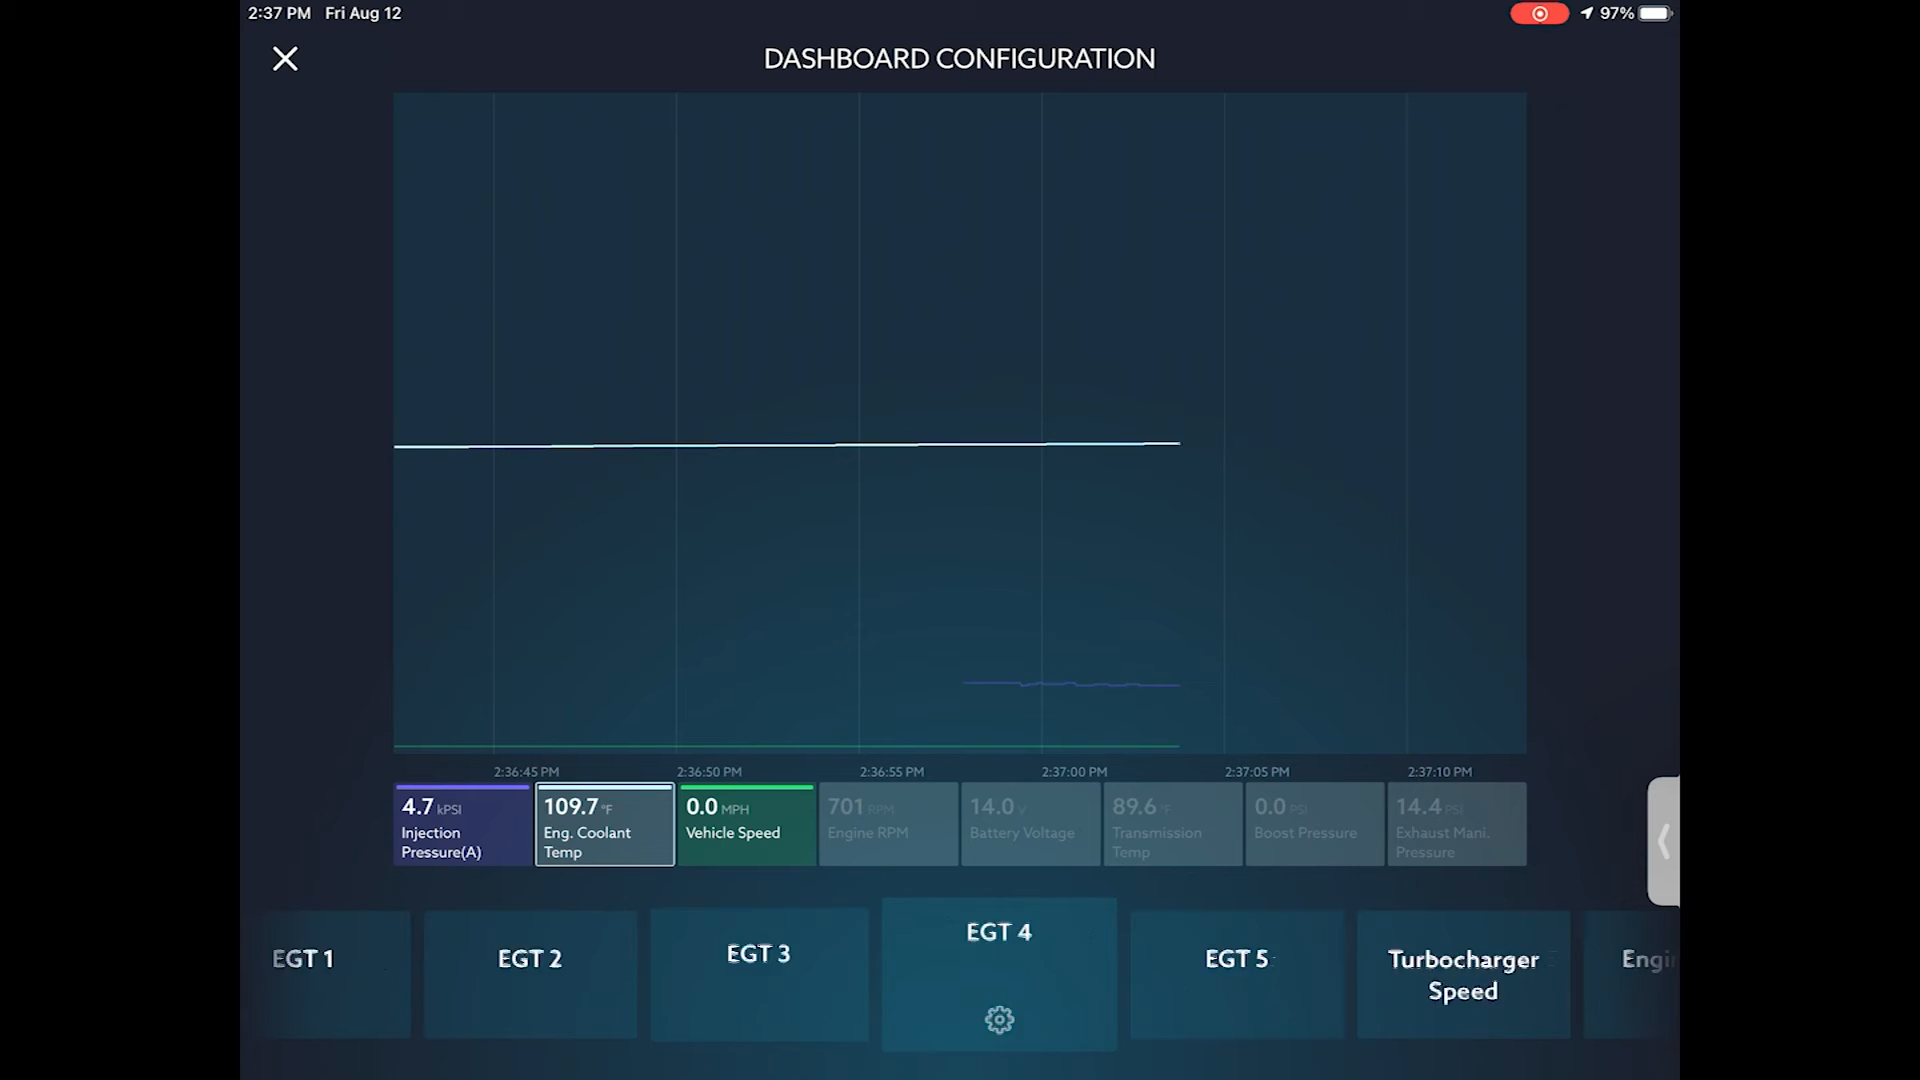 2:37 PM Fri Aug 12
97%
DASHBOARD CONFIGURATION
2:36:45 PM 2:36:50 PM 2:36:55 PM 2:37:00 PM 2:37:05 PM 2:37:10 PM
4.7 kPSI
Injection
Pressure(A)
109.7 °F
Eng. Coolant
Temp
0.0 MPH
Vehicle Speed
701 RPM
Engine RPM
14.0 V
Battery Voltage
89.6 °F
Transmission
Temp
0.0 PSI
Boost Pressure
14.4 PSI
Exhaust Mani.
Pressure
EGT 1
EGT 2
EGT 3
EGT 4
EGT 5
Turbocharger
Speed